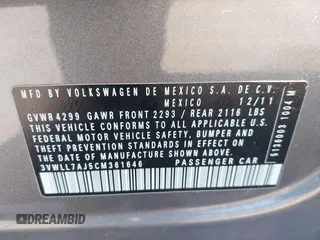 MFD BY VOLKSWAGEN DE MEXICO S.A. DE C.V.
MEXICO 12/11
GVWR 4299 GAWR FRONT 2293 / REAR 2116 LBS
THIS VEHICLE CONFORMS TO ALL APPLICABLE U.S.
FEDERAL MOTOR VEHICLE SAFETY, BUMPER AND
THEFT PREVENTION STANDARDS IN EFFECT ON
THE DATE OF MANUFACTURE SHOWN ABOVE.
3VWLL7AJ5CM361646 PASSENGER CAR
DREAMBID